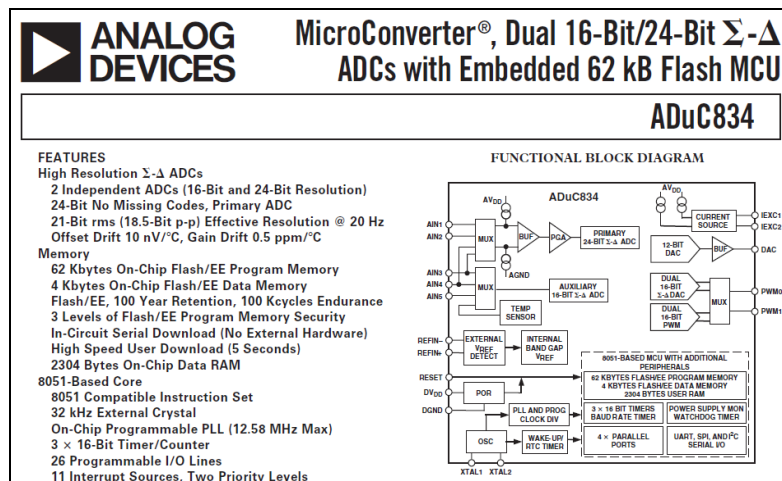 ANALOG
DEVICES
MicroConverter®, Dual 16-Bit/24-Bit Σ-Δ
ADCs with Embedded 62 kB Flash MCU
ADuC834
FEATURES
High Resolution Σ-Δ ADCs
2 Independent ADCs (16-Bit and 24-Bit Resolution)
24-Bit No Missing Codes, Primary ADC
21-Bit rms (18.5-Bit p-p) Effective Resolution @ 20 Hz
Offset Drift 10 nV/°C, Gain Drift 0.5 ppm/°C
Memory
62 Kbytes On-Chip Flash/EE Program Memory
4 Kbytes On-Chip Flash/EE Data Memory
Flash/EE, 100 Year Retention, 100 Kcycles Endurance
3 Levels of Flash/EE Program Memory Security
In-Circuit Serial Download (No External Hardware)
High Speed User Download (5 Seconds)
2304 Bytes On-Chip Data RAM
8051-Based Core
8051 Compatible Instruction Set
32 kHz External Crystal
On-Chip Programmable PLL (12.58 MHz Max)
3 × 16-Bit Timer/Counter
26 Programmable I/O Lines
11 Interrupt Sources, Two Priority Levels
FUNCTIONAL BLOCK DIAGRAM
ADuC834
AVDD
AIN1
AIN2
MUX
BUF
PGA
PRIMARY
24-BIT Σ-Δ ADC
AGND
AIN3
AIN4
AIN5
MUX
AUXILIARY
16-BIT Σ-Δ ADC
TEMP
SENSOR
AVDD
CURRENT
SOURCE
IEXC1
IEXC2
12-BIT
DAC
BUF
DAC
DUAL
16-BIT
Σ-Δ DAC
DUAL
16-BIT
PWM
MUX
PWM0
PWM1
REFIN–
REFIN+
EXTERNAL
VREF
DETECT
INTERNAL
BAND GAP
VREF
RESET
DVDD
DGND
POR
PLL AND PROG
CLOCK DIV
OSC
WAKE-UP/
RTC TIMER
XTAL1
XTAL2
8051-BASED MCU WITH ADDITIONAL
PERIPHERALS
62 KBYTES FLASH/EE PROGRAM MEMORY
4 KBYTES FLASH/EE DATA MEMORY
2304 BYTES USER RAM
3 × 16 BIT TIMERS
BAUD RATE TIMER
POWER SUPPLY MON
WATCHDOG TIMER
4 × PARALLEL
PORTS
UART, SPI, AND I²C
SERIAL I/O